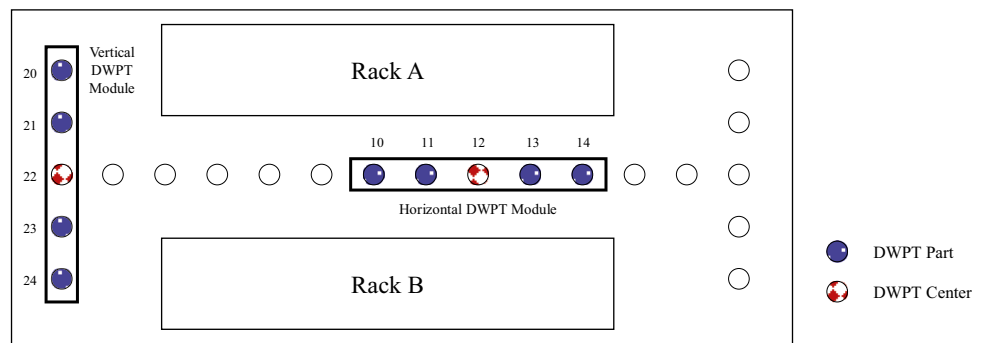 Vertical
DWPT
Module
Rack A
20
21
22
23
24
10 11 12 13 14
Horizontal DWPT Module
Rack B
DWPT Part
DWPT Center